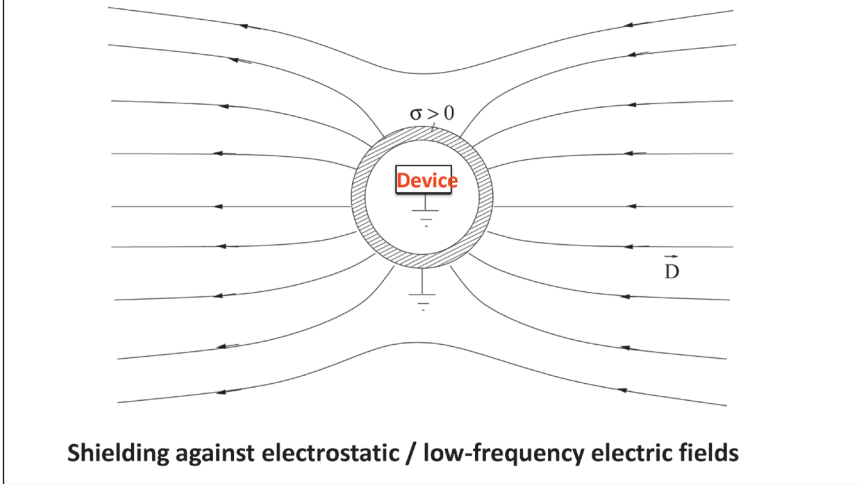 σ > 0
Device
D⃗
Shielding against electrostatic / low-frequency electric fields